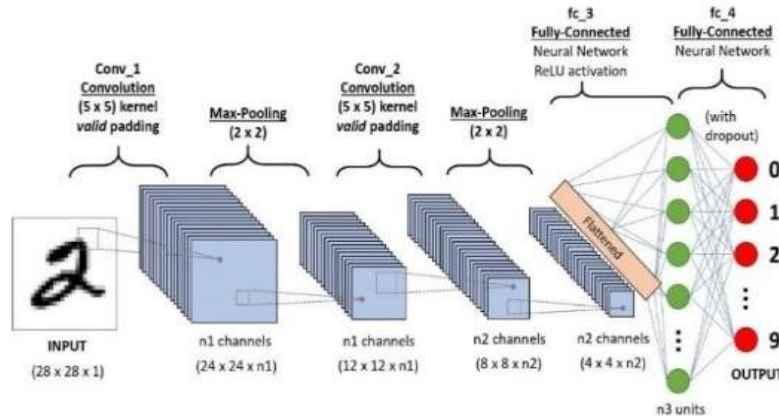 fc_3
Fully-Connected
Neural Network
ReLU activation
fc_4
Fully-Connected
Neural Network
Conv_1
Convolution
(5 x 5) kernel
valid padding
Max-Pooling
(2 x 2)
Conv_2
Convolution
(5 x 5) kernel
valid padding
Max-Pooling
(2 x 2)
(with
dropout)
Flattened
2
0
1
2
9
INPUT
(28 x 28 x 1)
n1 channels
(24 x 24 x n1)
n1 channels
(12 x 12 x n1)
n2 channels
(8 x 8 x n2)
n2 channels
(4 x 4 x n2)
OUTPUT
n3 units